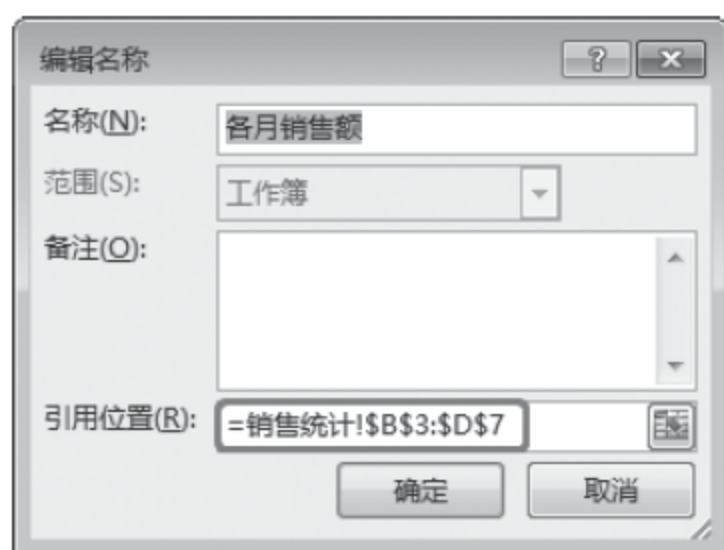 编辑名称
名称(N):
各月销售额
范围(S):
工作簿
备注(O):
引用位置(R):
=销售统计!$B$3:$D$7
确定
取消